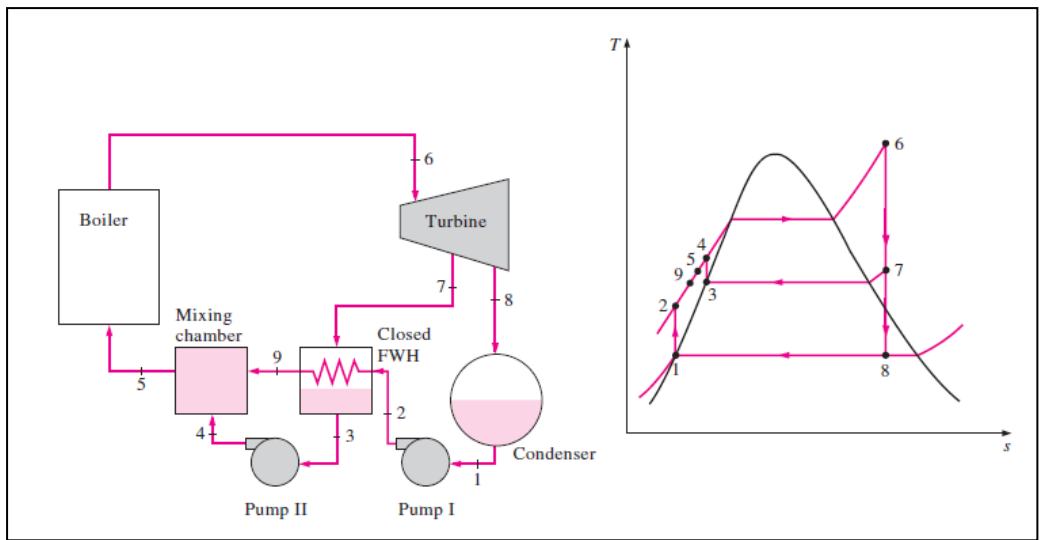 6
Boiler
Turbine
7
8
Mixing
chamber
Closed
FWH
9
5
2
4
3
Condenser
1
Pump II
Pump I
T
6
4
5
9
7
3
2
1
8
s